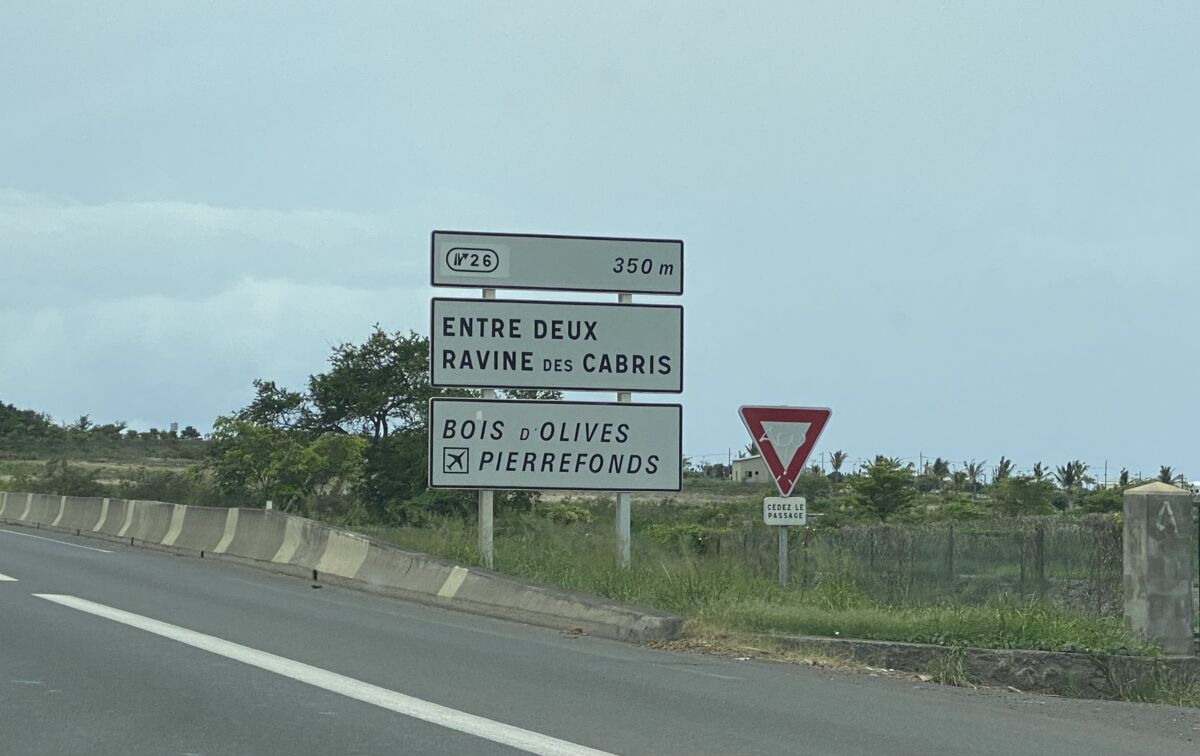 26 350 m
ENTRE DEUX
RAVINE DES CABRIS
BOIS D'OLIVES
PIERREFONDS
CÉDEZ LE
PASSAGE